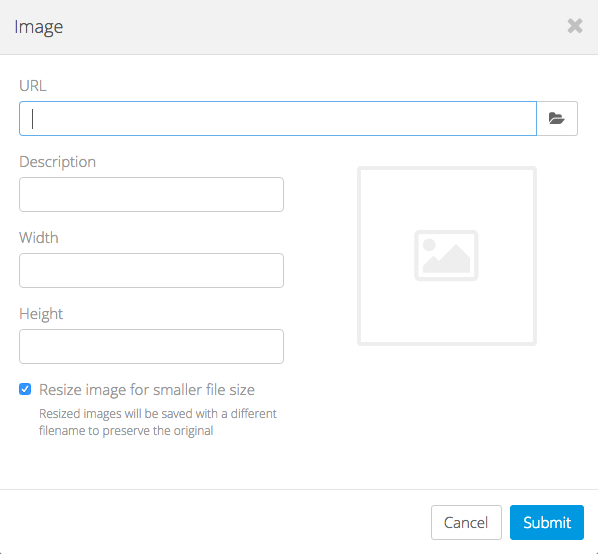 Image
URL
Description
Width
Height
Resize image for smaller file size
Resized images will be saved with a different
filename to preserve the original
Cancel
Submit